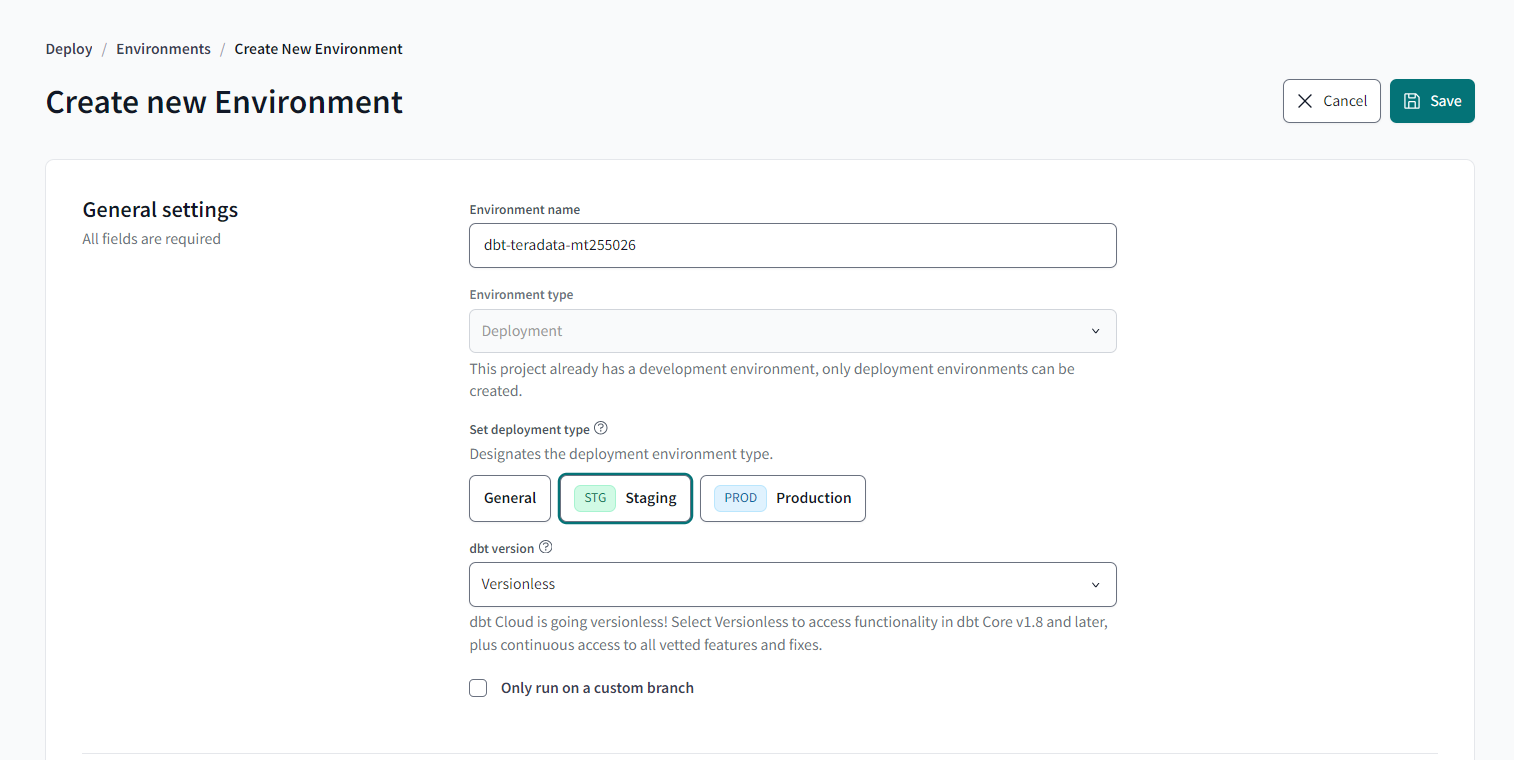 Deploy / Environments / Create New Environment
Create new Environment
Cancel
Save
General settings
All fields are required
Environment name
dbt-teradata-mt255026
Environment type
Deployment
This project already has a development environment, only deployment environments can be
created.
Set deployment type
Designates the deployment environment type.
General
STG Staging
PROD Production
dbt version
Versionless
dbt Cloud is going versionless! Select Versionless to access functionality in dbt Core v1.8 and later,
plus continuous access to all vetted features and fixes.
Only run on a custom branch